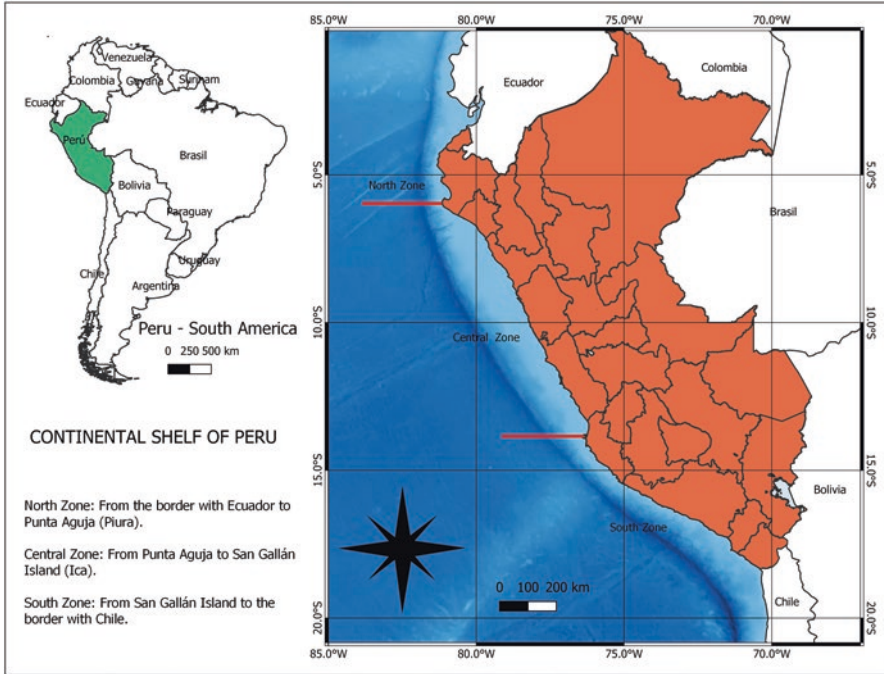 Venezuela
Colombia
Guyana
Surinam
Ecuador
Perú
Brasil
Bolivia
Paraguay
Uruguay
Chile
Argentina
Peru - South America
0 250 500 km
CONTINENTAL SHELF OF PERU
North Zone: From the border with Ecuador to
Punta Aguja (Piura).
Central Zone: From Punta Aguja to San Gallán
Island (Ica).
South Zone: From San Gallán Island to the
border with Chile.
85.0°W 80.0°W 75.0°W 70.0°W
Ecuador
Colombia
5.0°S
5.0°S
North Zone
Brasil
10.0°S
10.0°S
Central Zone
15.0°S
15.0°S
Bolivia
South Zone
0 100 200 km
Chile
20.0°S
20.0°S
85.0°W 80.0°W 75.0°W 70.0°W